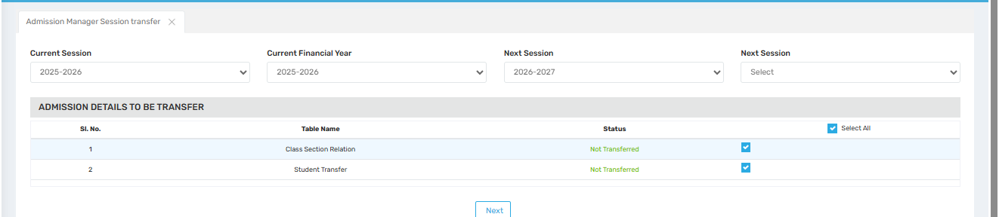 Admission Manager Session transfer
Current Session Current Financial Year Next Session Next Session
2025-2026 2025-2026 2026-2027 Select
ADMISSION DETAILS TO BE TRANSFER
Sl. No. Table Name Status Select All
1 Class Section Relation Not Transferred
2 Student Transfer Not Transferred
Next